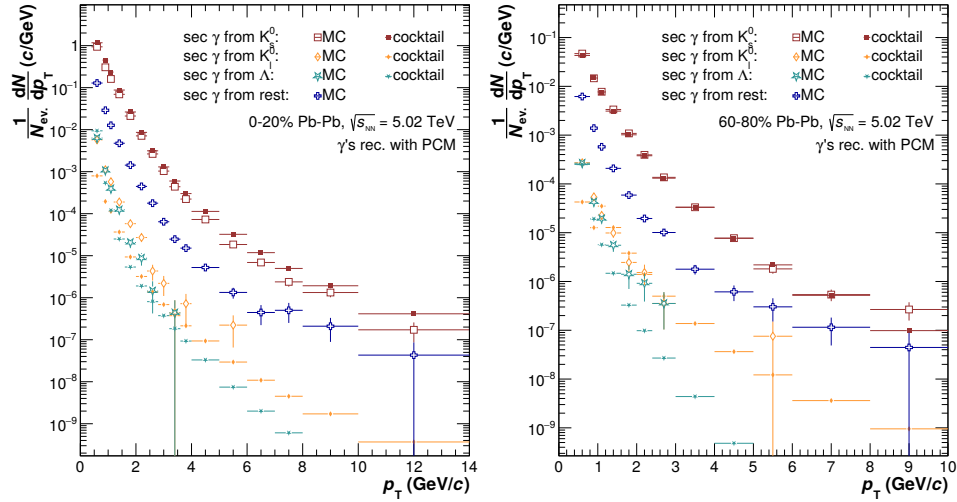 1/N_ev. dN/dp_T (c/GeV)
10
1
10⁻¹
10⁻²
10⁻³
10⁻⁴
10⁻⁵
10⁻⁶
10⁻⁷
10⁻⁸
10⁻⁹
sec γ from K⁰_s: MC cocktail
sec γ from K⁰_l: MC cocktail
sec γ from Λ: MC cocktail
sec γ from rest: MC
0-20% Pb-Pb, √s_NN = 5.02 TeV
γ's rec. with PCM
0 2 4 6 8 10 12 14
p_T (GeV/c)
1/N_ev. dN/dp_T (c/GeV)
10⁻¹
10⁻²
10⁻³
10⁻⁴
10⁻⁵
10⁻⁶
10⁻⁷
10⁻⁸
10⁻⁹
sec γ from K⁰_s: MC cocktail
sec γ from K⁰_l: MC cocktail
sec γ from Λ: MC cocktail
sec γ from rest: MC
60-80% Pb-Pb, √s_NN = 5.02 TeV
γ's rec. with PCM
0 1 2 3 4 5 6 7 8 9 10
p_T (GeV/c)